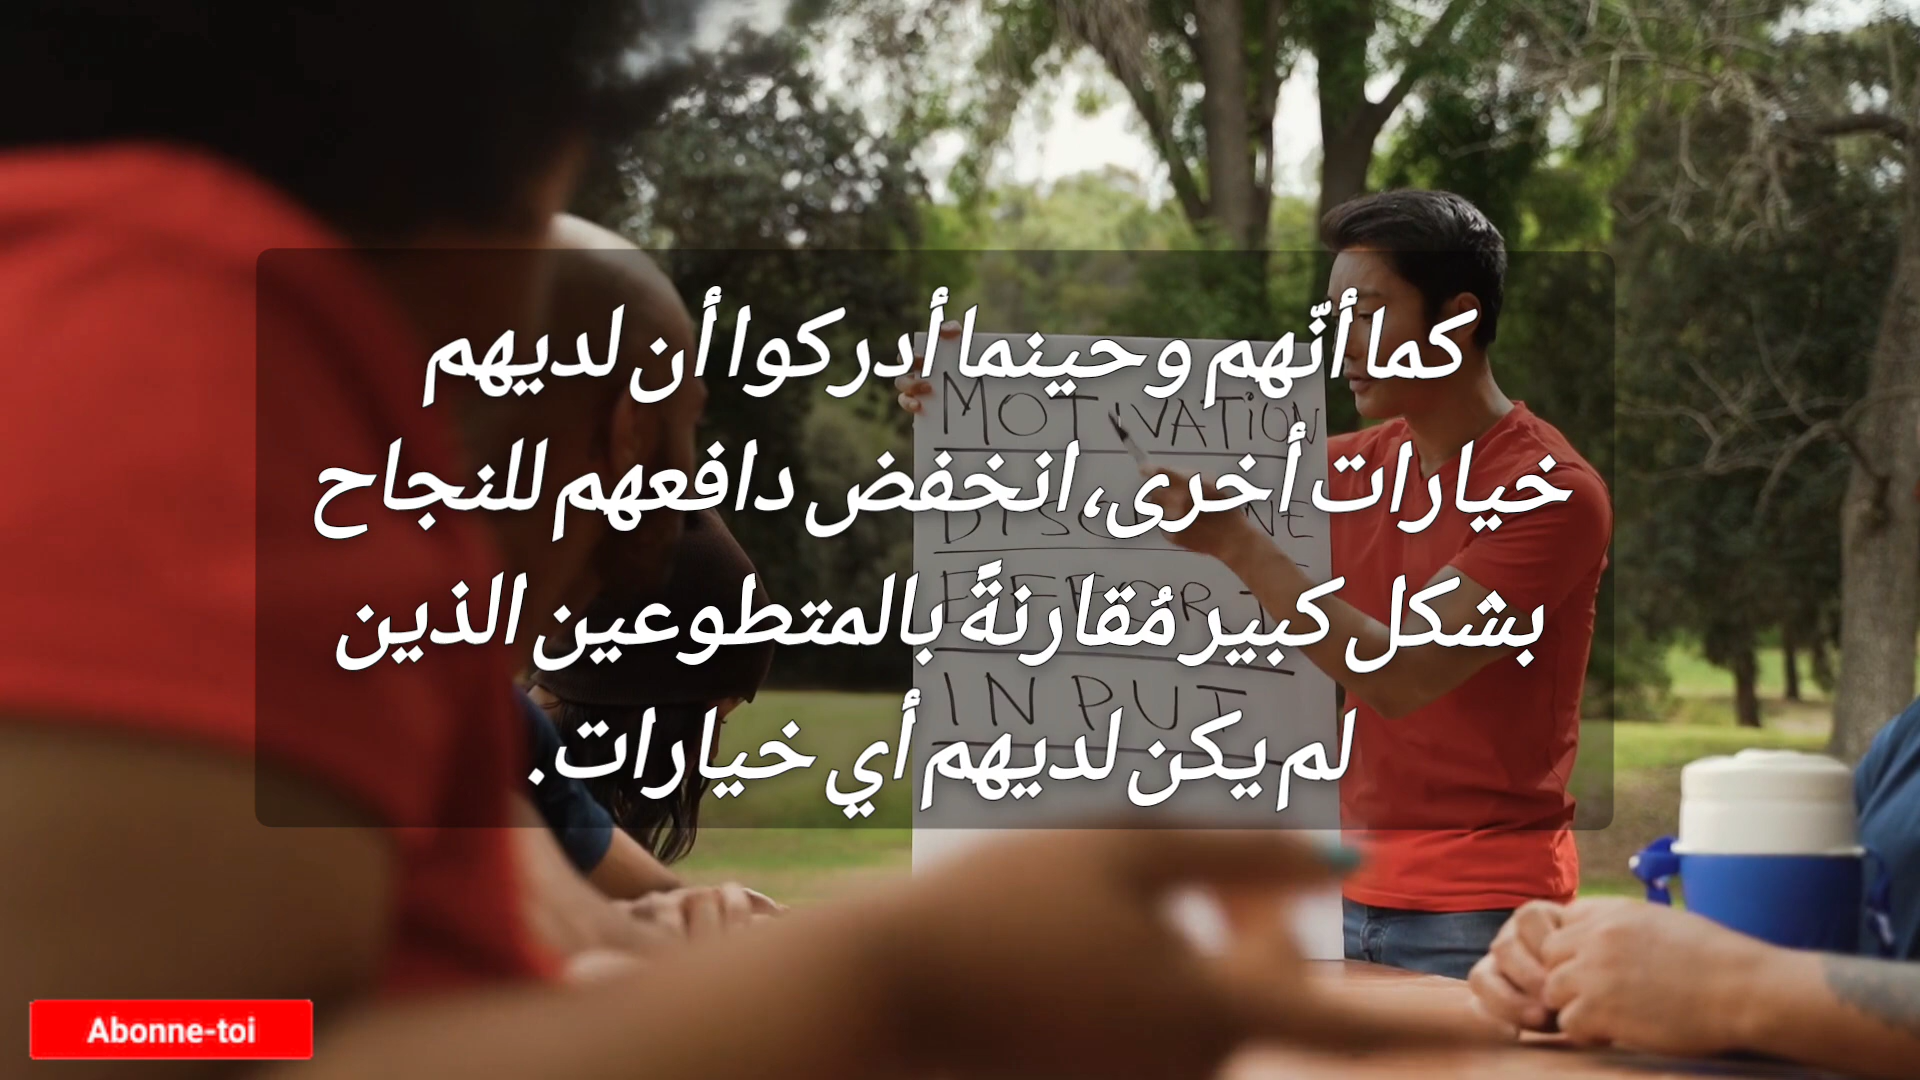 كما أنّهم وحينما أدركوا أن لديهم
خيارات أخرى، انخفض دافعهم للنجاح
بشكل كبير مُقارنةً بالمتطوعين الذين
لم يكن لديهم أي خيارات.
MOTIVATION
EFFORT
INPUT
Abonne-toi